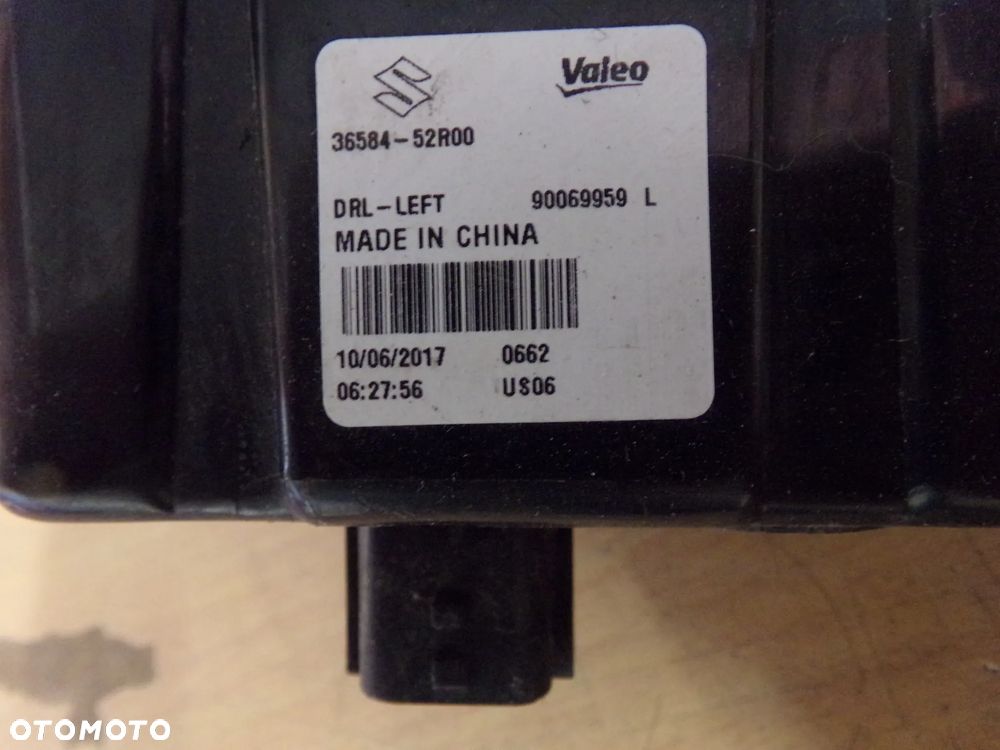 Valeo
36584-52R00
DRL-LEFT 90069959 L
MADE IN CHINA
10/06/2017 0662
06:27:56 US06
OTOMOTO